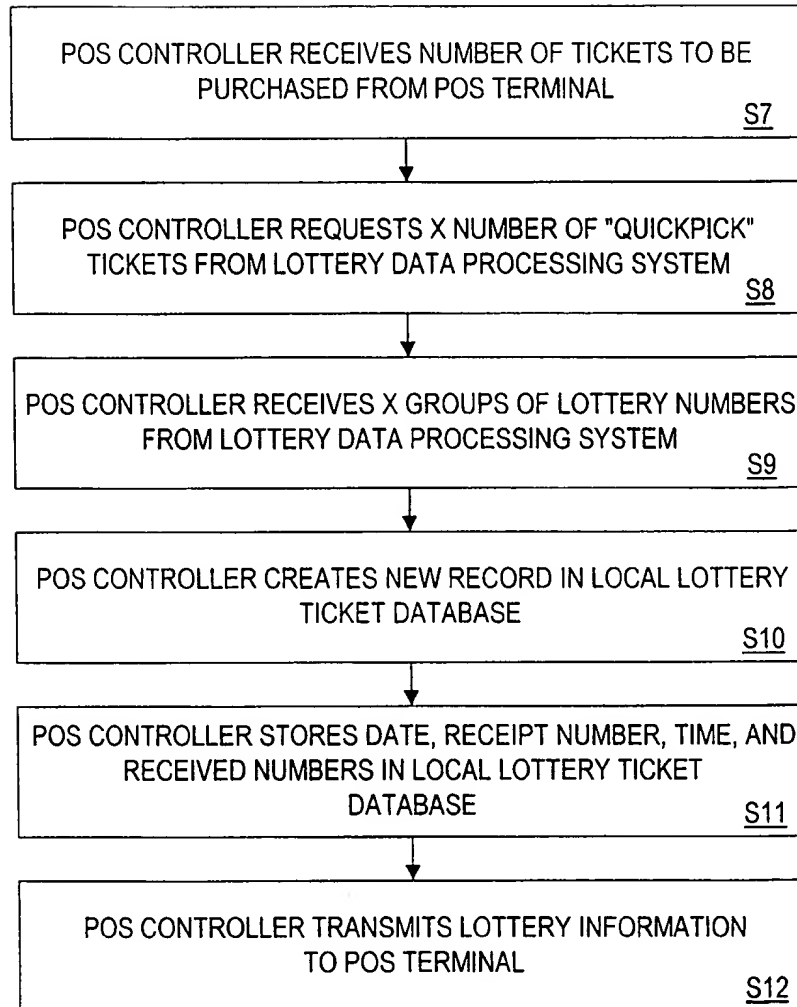 POS CONTROLLER RECEIVES NUMBER OF TICKETS TO BE
PURCHASED FROM POS TERMINAL
S7
POS CONTROLLER REQUESTS X NUMBER OF "QUICKPICK"
TICKETS FROM LOTTERY DATA PROCESSING SYSTEM
S8
POS CONTROLLER RECEIVES X GROUPS OF LOTTERY NUMBERS
FROM LOTTERY DATA PROCESSING SYSTEM
S9
POS CONTROLLER CREATES NEW RECORD IN LOCAL LOTTERY
TICKET DATABASE
S10
POS CONTROLLER STORES DATE, RECEIPT NUMBER, TIME, AND
RECEIVED NUMBERS IN LOCAL LOTTERY TICKET
DATABASE
S11
POS CONTROLLER TRANSMITS LOTTERY INFORMATION
TO POS TERMINAL
S12